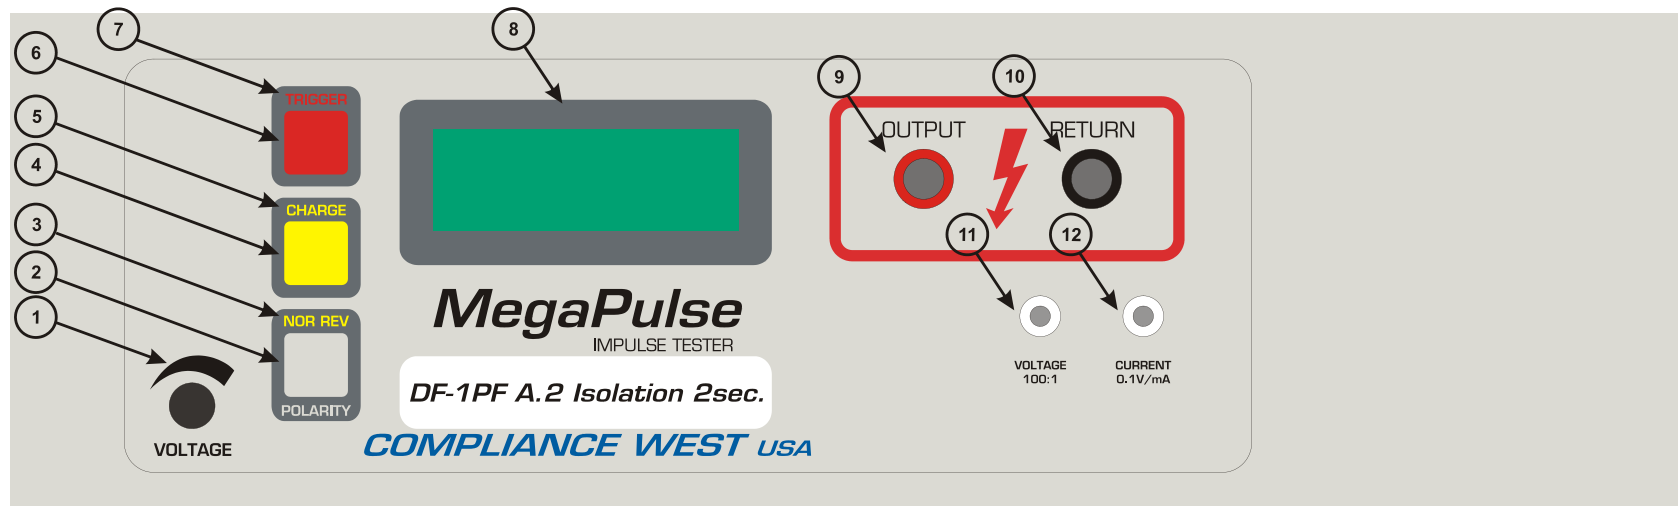 7
8
6
5
4
3
2
1
9
10
11
12
TRIGGER
CHARGE
NOR REV
POLARITY
VOLTAGE
MegaPulse
IMPULSE TESTER
DF-1PF A.2 Isolation 2sec.
COMPLIANCE WEST USA
OUTPUT
RETURN
VOLTAGE
100:1
CURRENT
0.1V/mA